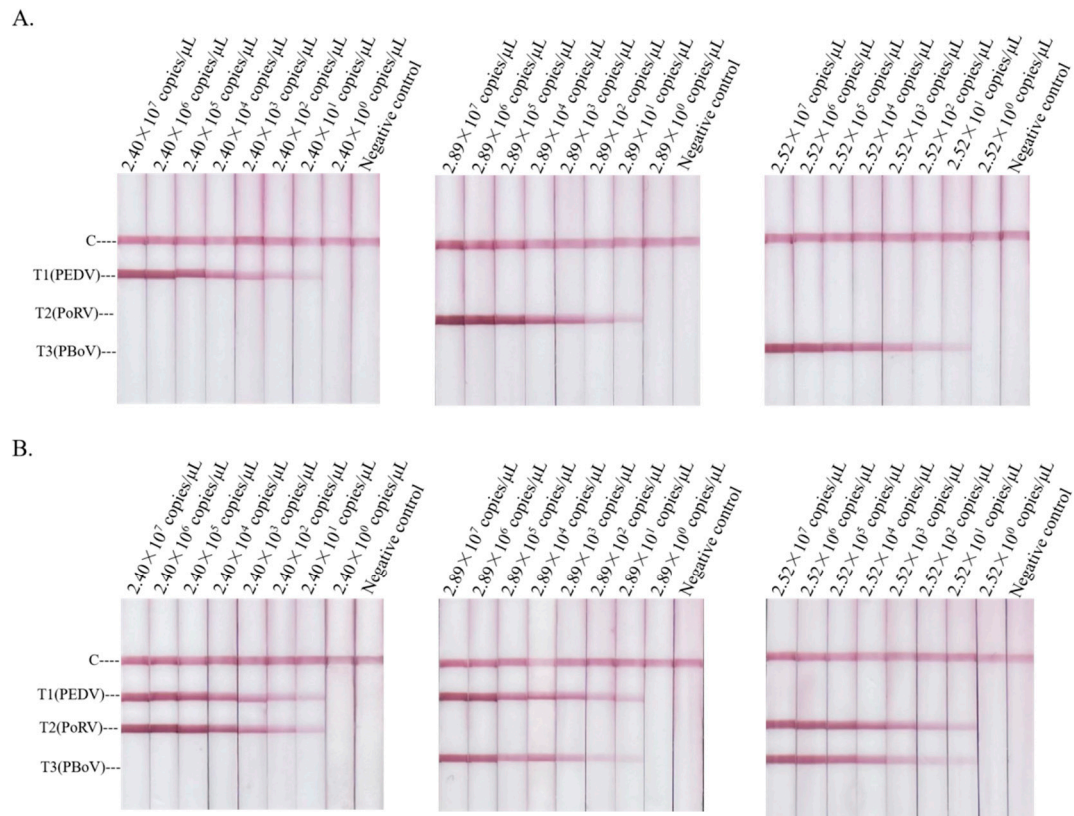 A.
2.40×10⁷ copies/μL
2.40×10⁶ copies/μL
2.40×10⁵ copies/μL
2.40×10⁴ copies/μL
2.40×10³ copies/μL
2.40×10² copies/μL
2.40×10¹ copies/μL
2.40×10⁰ copies/μL
Negative control
2.89×10⁷ copies/μL
2.89×10⁶ copies/μL
2.89×10⁵ copies/μL
2.89×10⁴ copies/μL
2.89×10³ copies/μL
2.89×10² copies/μL
2.89×10¹ copies/μL
2.89×10⁰ copies/μL
Negative control
2.52×10⁷ copies/μL
2.52×10⁶ copies/μL
2.52×10⁵ copies/μL
2.52×10⁴ copies/μL
2.52×10³ copies/μL
2.52×10² copies/μL
2.52×10¹ copies/μL
2.52×10⁰ copies/μL
Negative control
C----
T1(PEDV)---
T2(PoRV)---
T3(PBoV)---
B.
2.40×10⁷ copies/μL
2.40×10⁶ copies/μL
2.40×10⁵ copies/μL
2.40×10⁴ copies/μL
2.40×10³ copies/μL
2.40×10² copies/μL
2.40×10¹ copies/μL
2.40×10⁰ copies/μL
Negative control
2.89×10⁷ copies/μL
2.89×10⁶ copies/μL
2.89×10⁵ copies/μL
2.89×10⁴ copies/μL
2.89×10³ copies/μL
2.89×10² copies/μL
2.89×10¹ copies/μL
2.89×10⁰ copies/μL
Negative control
2.52×10⁷ copies/μL
2.52×10⁶ copies/μL
2.52×10⁵ copies/μL
2.52×10⁴ copies/μL
2.52×10³ copies/μL
2.52×10² copies/μL
2.52×10¹ copies/μL
2.52×10⁰ copies/μL
Negative control
C----
T1(PEDV)---
T2(PoRV)---
T3(PBoV)---